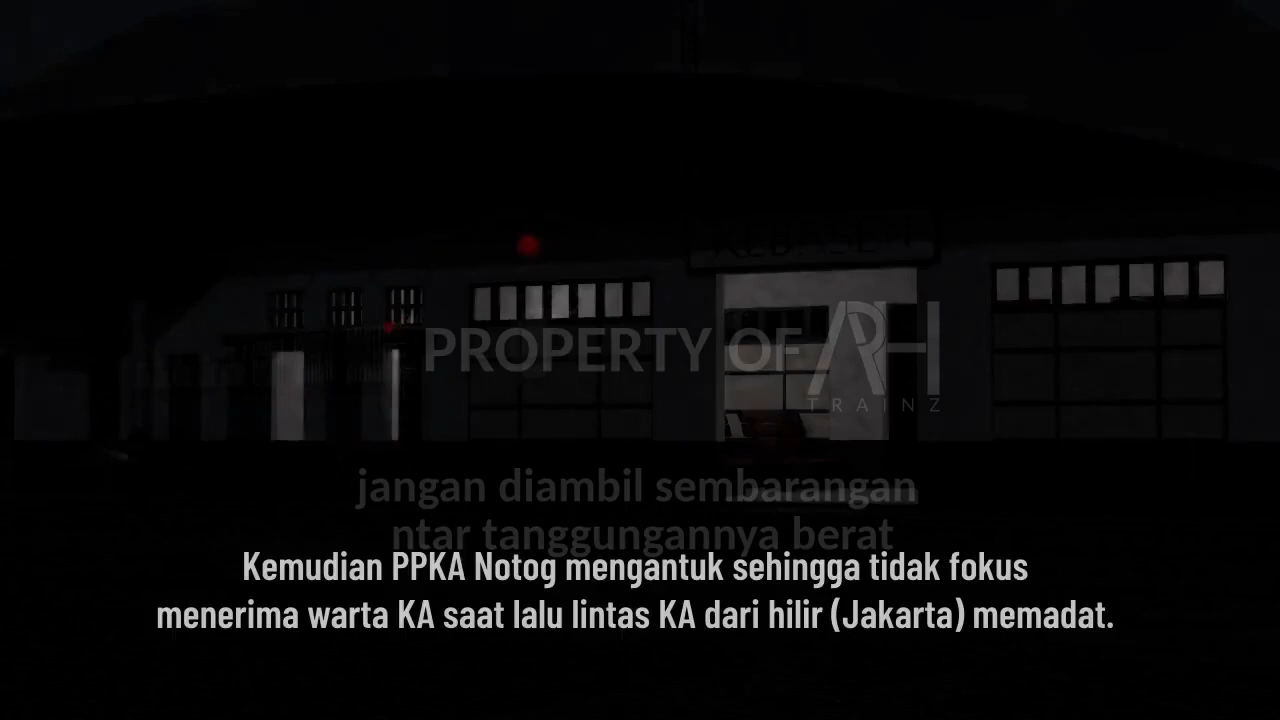 PROPERTY OF ARH
TRAINZ
jangan diambil sembarangan
ntar tanggungannya berat
Kemudian PPKA Notog mengantuk sehingga tidak fokus
menerima warta KA saat lalu lintas KA dari hilir (Jakarta) memadat.